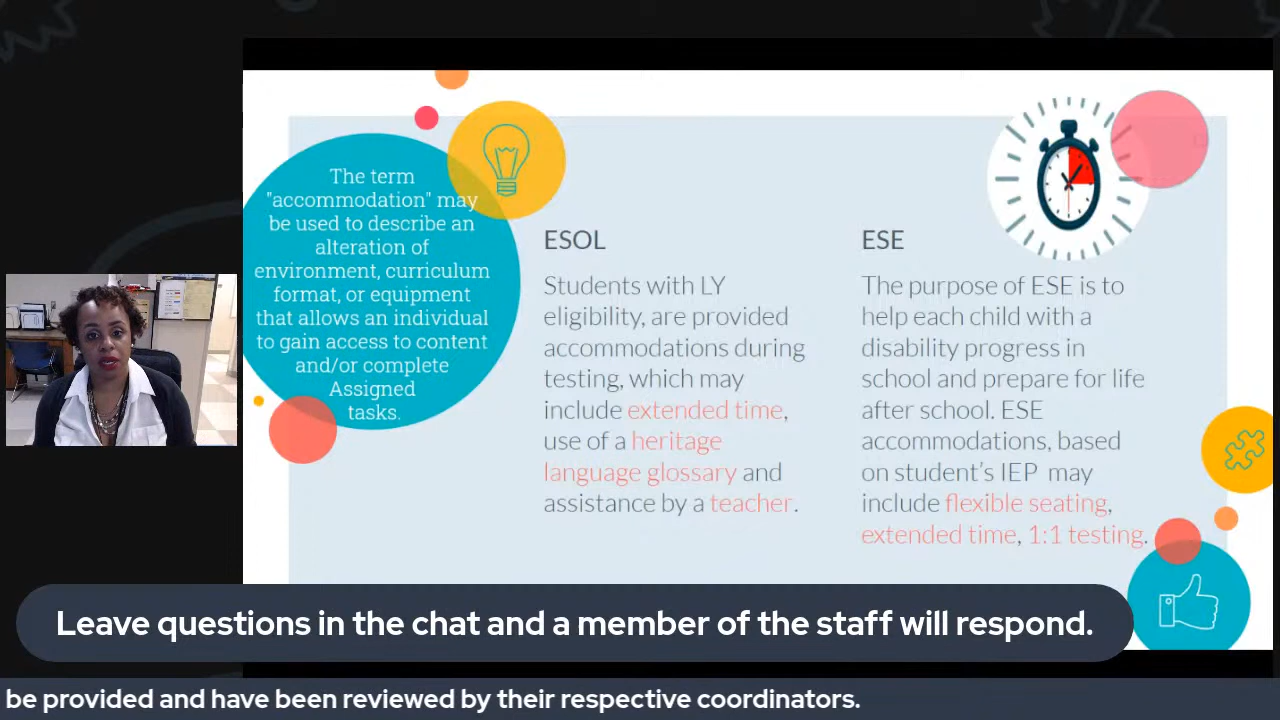 The term
"accommodation" may
be used to describe an
alteration of
environment, curriculum
format, or equipment
that allows an individual
to gain access to content
and/or complete
Assigned
tasks.
ESOL
Students with LY
eligibility, are provided
accommodations during
testing, which may
include extended time,
use of a heritage
language glossary and
assistance by a teacher.
ESE
The purpose of ESE is to
help each child with a
disability progress in
school and prepare for life
after school. ESE
accommodations, based
on student's IEP may
include flexible seating,
extended time, 1:1 testing.
Leave questions in the chat and a member of the staff will respond.
be provided and have been reviewed by their respective coordinators.